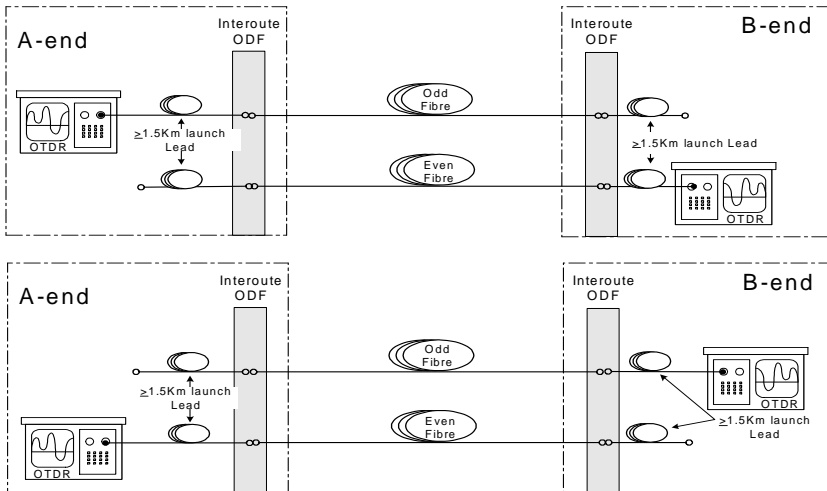 A-end
Interoute
ODF
Interoute
ODF
B-end
Odd
Fibre
OTDR
≥1.5Km launch
Lead
≥1.5Km launch Lead
Even
Fibre
OTDR
A-end
Interoute
ODF
Interoute
ODF
B-end
Odd
Fibre
≥1.5Km launch
Lead
OTDR
≥1.5Km launch
Lead
Even
Fibre
OTDR